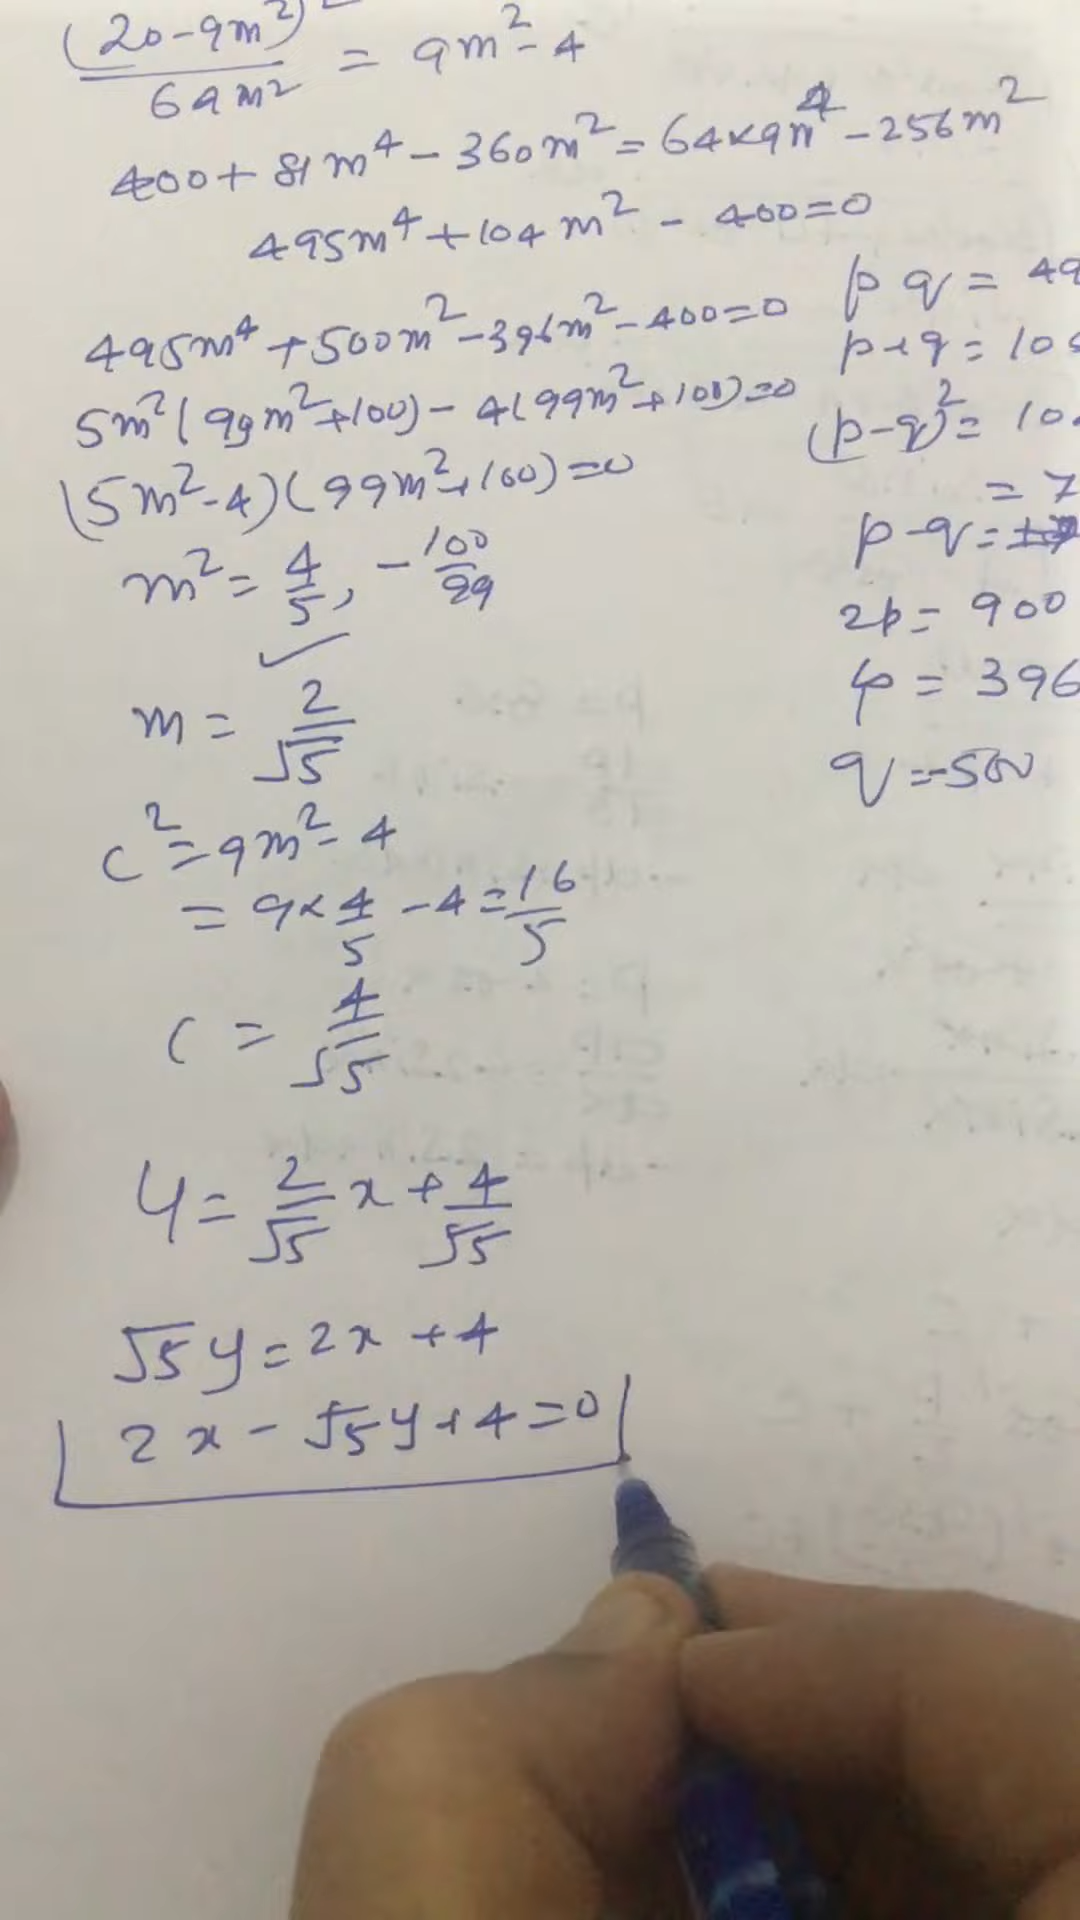 (20-9m²)²/64m² = 9m²-4
400+81m⁴-360m²=64×9m⁴-256m²
495m⁴+104m²-400=0
495m⁴+500m²-396m²-400=0
5m²(99m²+100)-4(99m²+100)=0
(5m²-4)(99m²+100)=0
m²=4/5, -100/99
m=2/√5
c²=9m²-4
=9×4/5-4=16/5
c=4/√5
y=2/√5x+4/√5
√5y=2x+4
2x-√5y+4=0
pq=49
p+q=10
(p-q)²=10
=7
p-q=
2p=900
p=396
q=-500